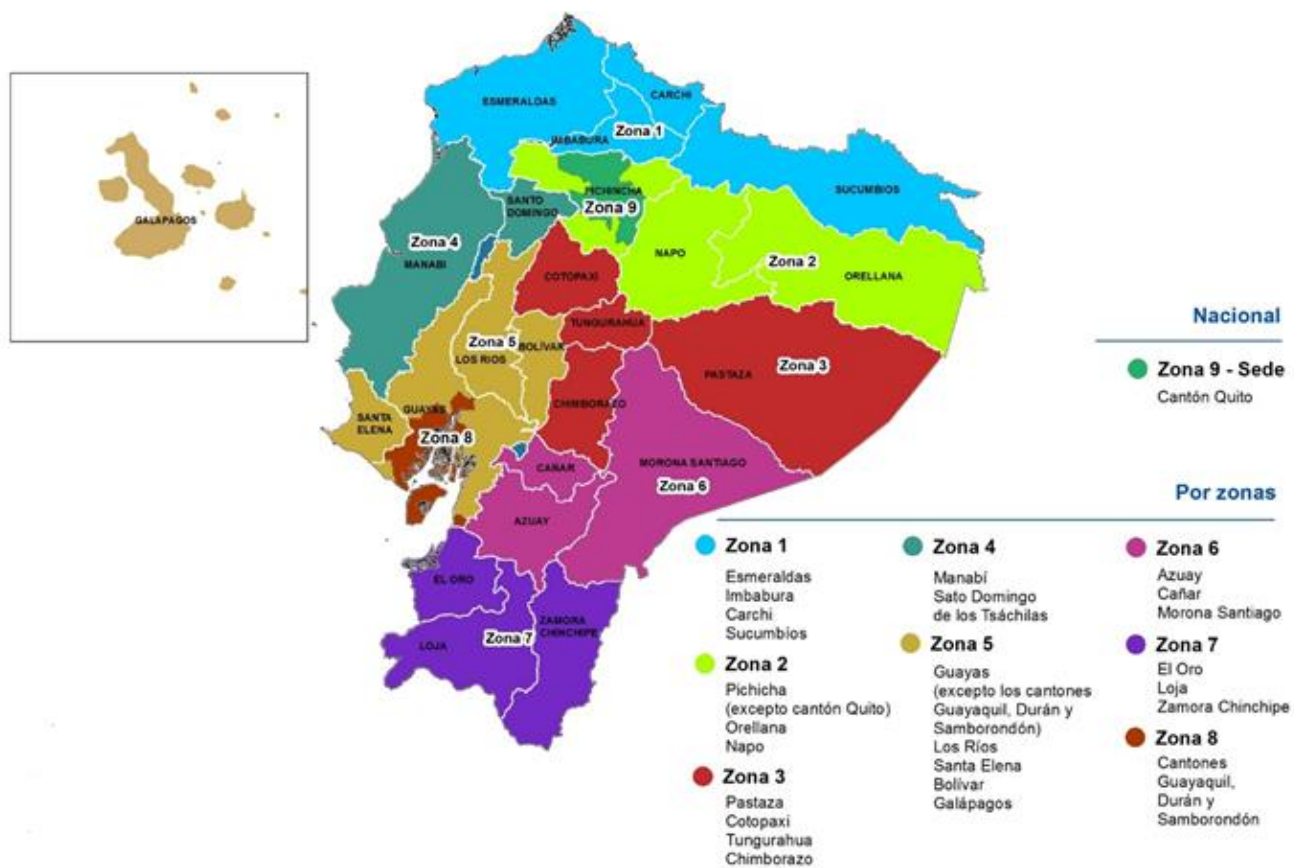 ESMERALDAS
CARCHI
IMBABURA
Zona 1
SUCUMBIOS
GALÁPAGOS
PICHINCHA
Zona 9
SANTO
DOMINGO
Zona 4
MANABI
NAPO
Zona 2
ORELLANA
COTOPAXI
TUNGURAHUA
Zona 5
BOLÍVAR
LOS RIOS
PASTAZA
Zona 3
CHIMBORAZO
GUAYAS
SANTA
ELENA
Zona 8
CAÑAR
MORONA SANTIAGO
Zona 6
AZUAY
EL ORO
ZAMORA
CHINCHIPE
LOJA
Zona 7
Nacional
Zona 9 - Sede
Cantón Quito
Por zonas
Zona 1
Esmeraldas
Imbabura
Carchi
Sucumbios
Zona 2
Pichicha
(excepto cantón Quito)
Orellana
Napo
Zona 3
Pastaza
Cotopaxi
Tungurahua
Chimborazo
Zona 4
Manabí
Sato Domingo
de los Tsáchilas
Zona 5
Guayas
(excepto los cantones
Guayaquil, Durán y
Samborondón)
Los Ríos
Santa Elena
Bolívar
Galápagos
Zona 6
Azuay
Cañar
Morona Santiago
Zona 7
El Oro
Loja
Zamora Chinchipe
Zona 8
Cantones
Guayaquil,
Durán y
Samborondón